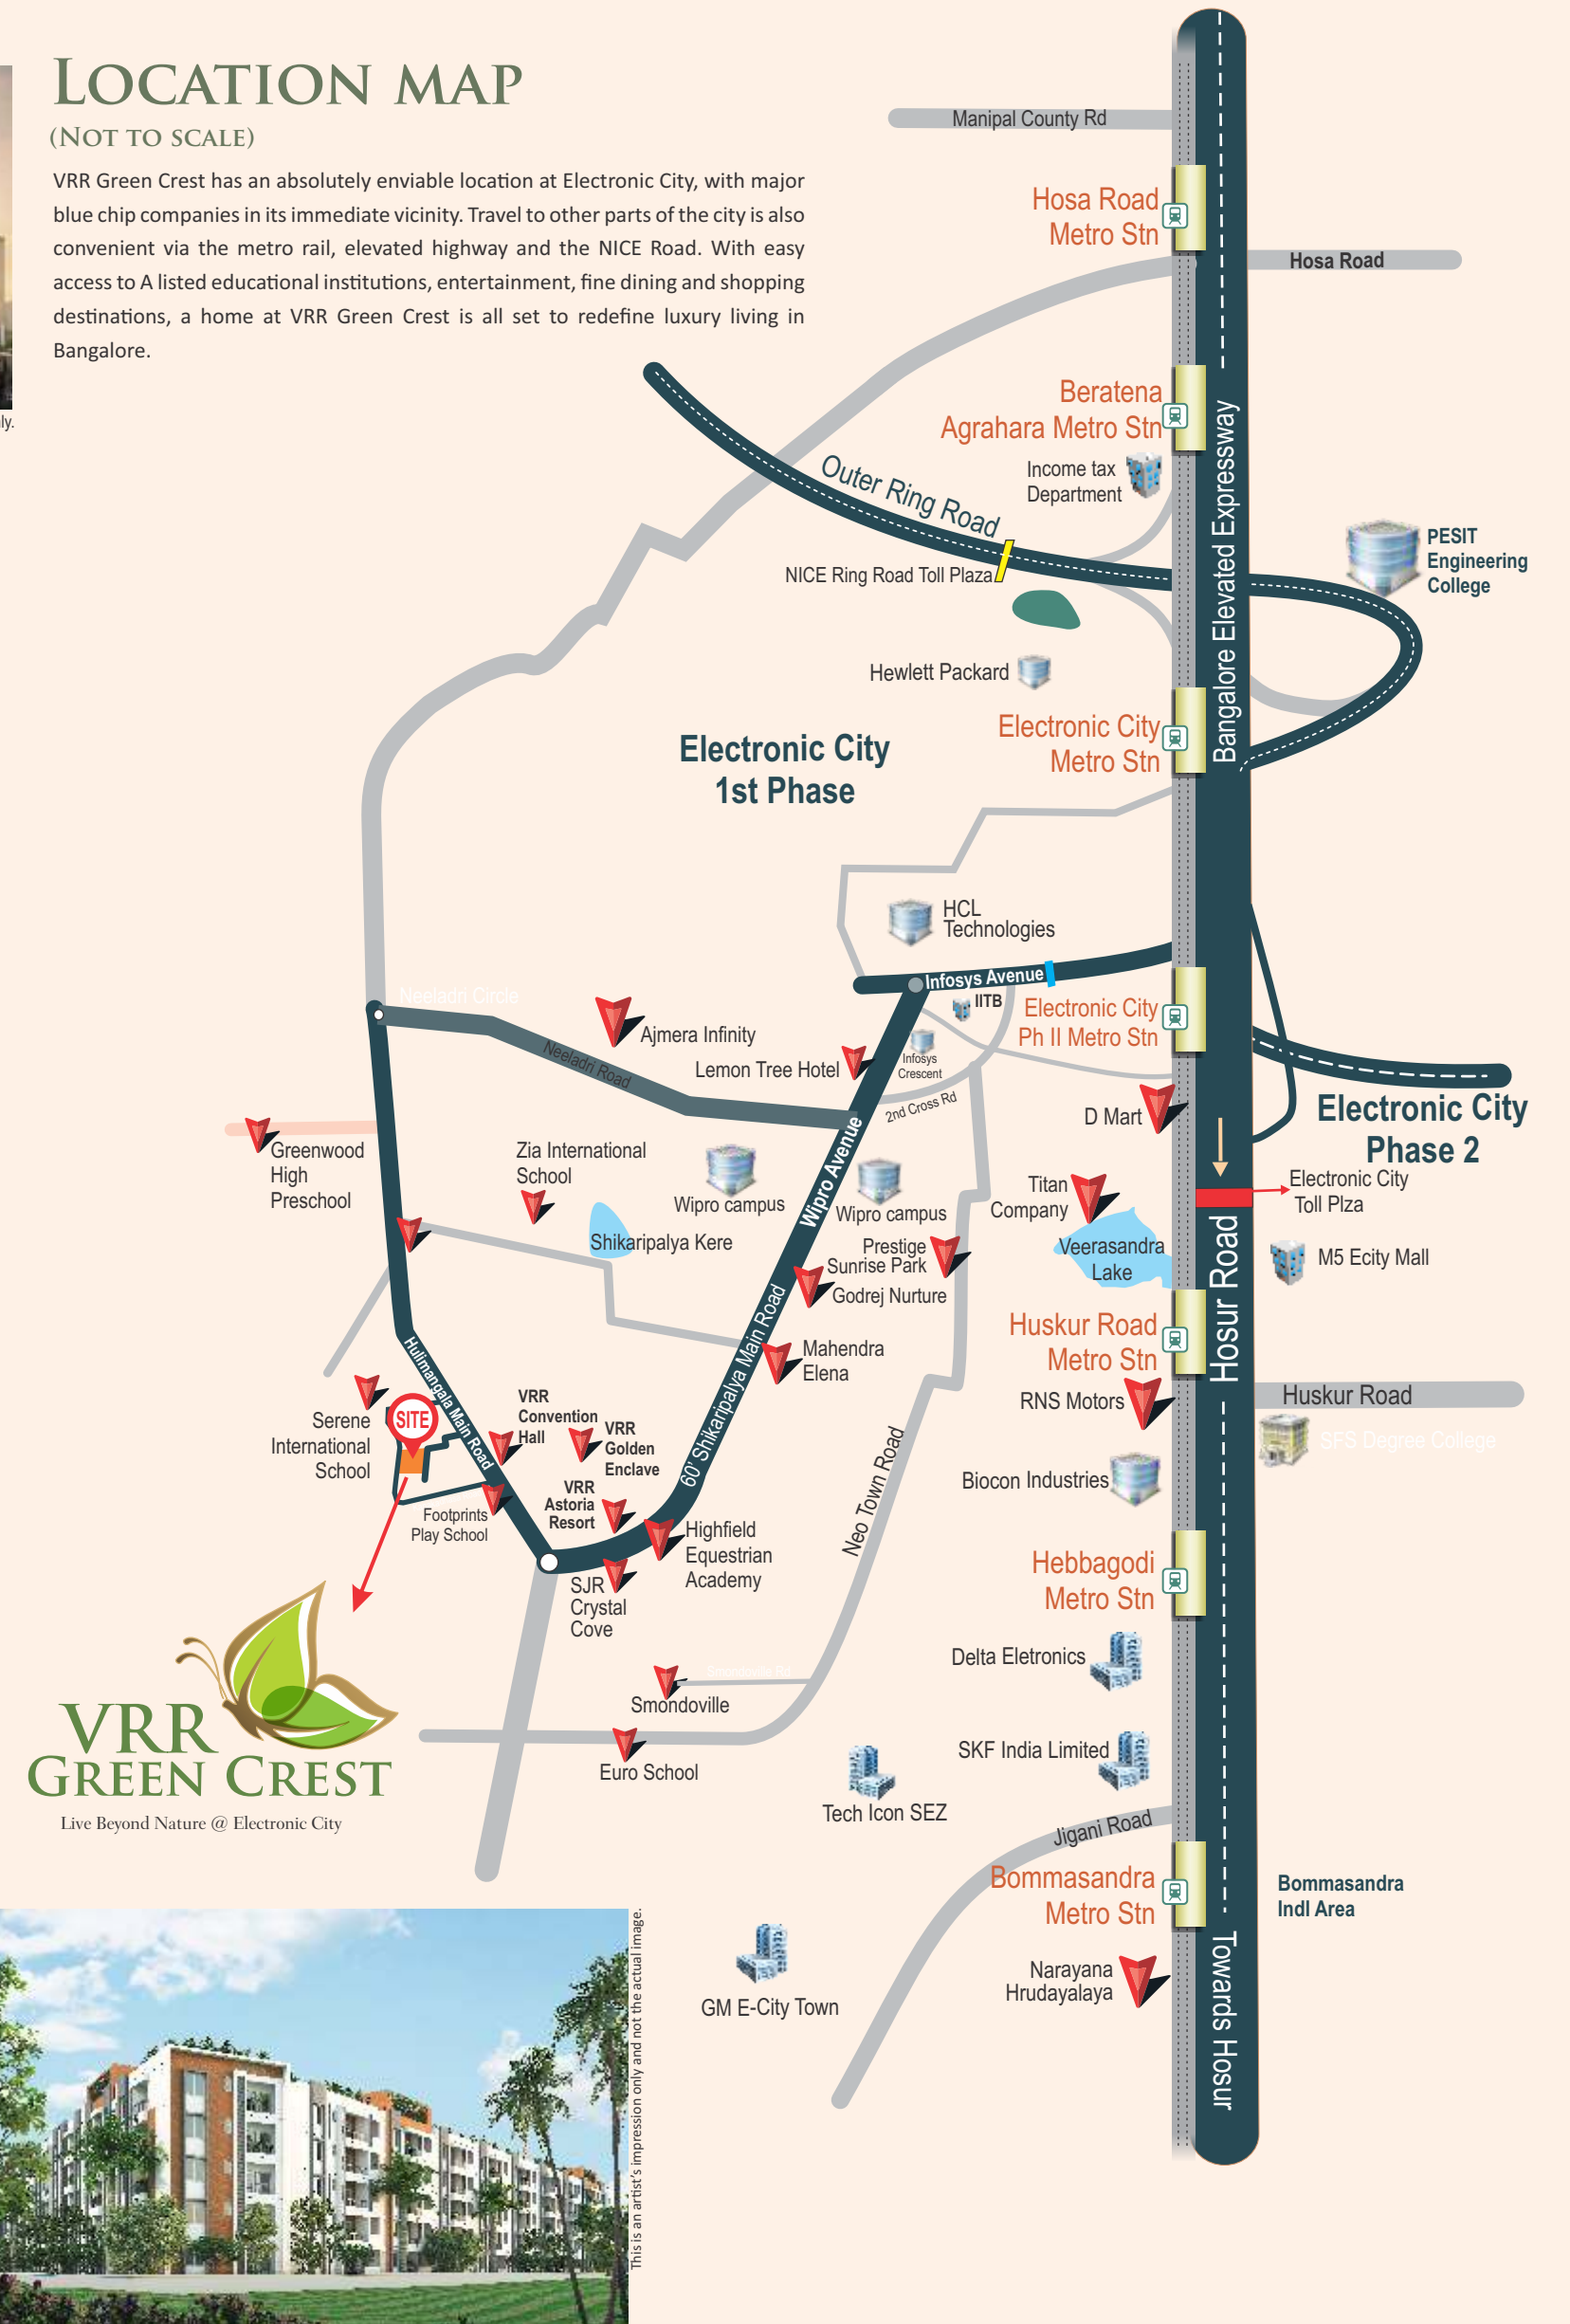 LOCATION MAP
(NOT TO SCALE)
VRR Green Crest has an absolutely enviable location at Electronic City, with major
blue chip companies in its immediate vicinity. Travel to other parts of the city is also
convenient via the metro rail, elevated highway and the NICE Road. With easy
access to A listed educational institutions, entertainment, fine dining and shopping
destinations, a home at VRR Green Crest is all set to redefine luxury living in
Bangalore.
ly.
Manipal County Rd
Hosa Road
Metro Stn
Hosa Road
Beratena
Agrahara Metro Stn
Income tax
Department
Outer Ring Road
NICE Ring Road Toll Plaza
Bangalore Elevated Expressway
PESIT
Engineering
College
Hewlett Packard
Electronic City
Metro Stn
Electronic City
1st Phase
HCL
Technologies
Infosys Avenue
IITB
Electronic City
Ph II Metro Stn
Neeladri Circle
Ajmera Infinity
Neeladri Road
Lemon Tree Hotel
Infosys
Crescent
2nd Cross Rd
D Mart
Electronic City
Phase 2
Greenwood
High
Preschool
Zia International
School
Wipro campus
Wipro Avenue
Wipro campus
Titan
Company
Electronic City
Toll Plza
Shikaripalya Kere
Prestige
Sunrise Park
Godrej Nurture
Veerasandra
Lake
Hosur Road
M5 Ecity Mall
Mahendra
Elena
60' Shikaripalya Main Road
Huskur Road
Metro Stn
RNS Motors
Huskur Road
SFS Degree College
Hulimangala Main Road
Serene
International
School
SITE
VRR
Convention
Hall
VRR
Golden
Enclave
VRR
Astoria
Resort
Footprints
Play School
Highfield
Equestrian
Academy
SJR
Crystal
Cove
Neo Town Road
Biocon Industries
Hebbagodi
Metro Stn
Delta Eletronics
Smondoville Rd
Smondoville
Euro School
SKF India Limited
Tech Icon SEZ
Jigani Road
Bommasandra
Metro Stn
Bommasandra
Indl Area
Narayana
Hrudayalaya
GM E-City Town
Towards Hosur
VRR
GREEN CREST
Live Beyond Nature @ Electronic City
This is an artist's impression only and not the actual image.